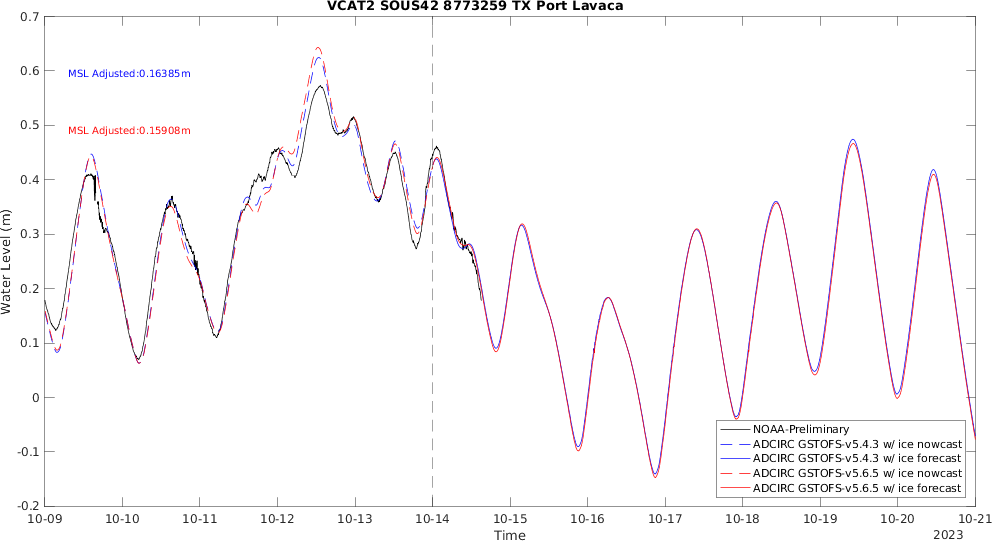 VCAT2 SOUS42 8773259 TX Port Lavaca
0.7
0.6
0.5
0.4
0.3
0.2
0.1
0
-0.1
-0.2
Water Level (m)
MSL Adjusted:0.16385m
MSL Adjusted:0.15908m
NOAA-Preliminary
ADCIRC GSTOFS-v5.4.3 w/ ice nowcast
ADCIRC GSTOFS-v5.4.3 w/ ice forecast
ADCIRC GSTOFS-v5.6.5 w/ ice nowcast
ADCIRC GSTOFS-v5.6.5 w/ ice forecast
10-09 10-10 10-11 10-12 10-13 10-14 10-15 10-16 10-17 10-18 10-19 10-20 10-21
Time
2023